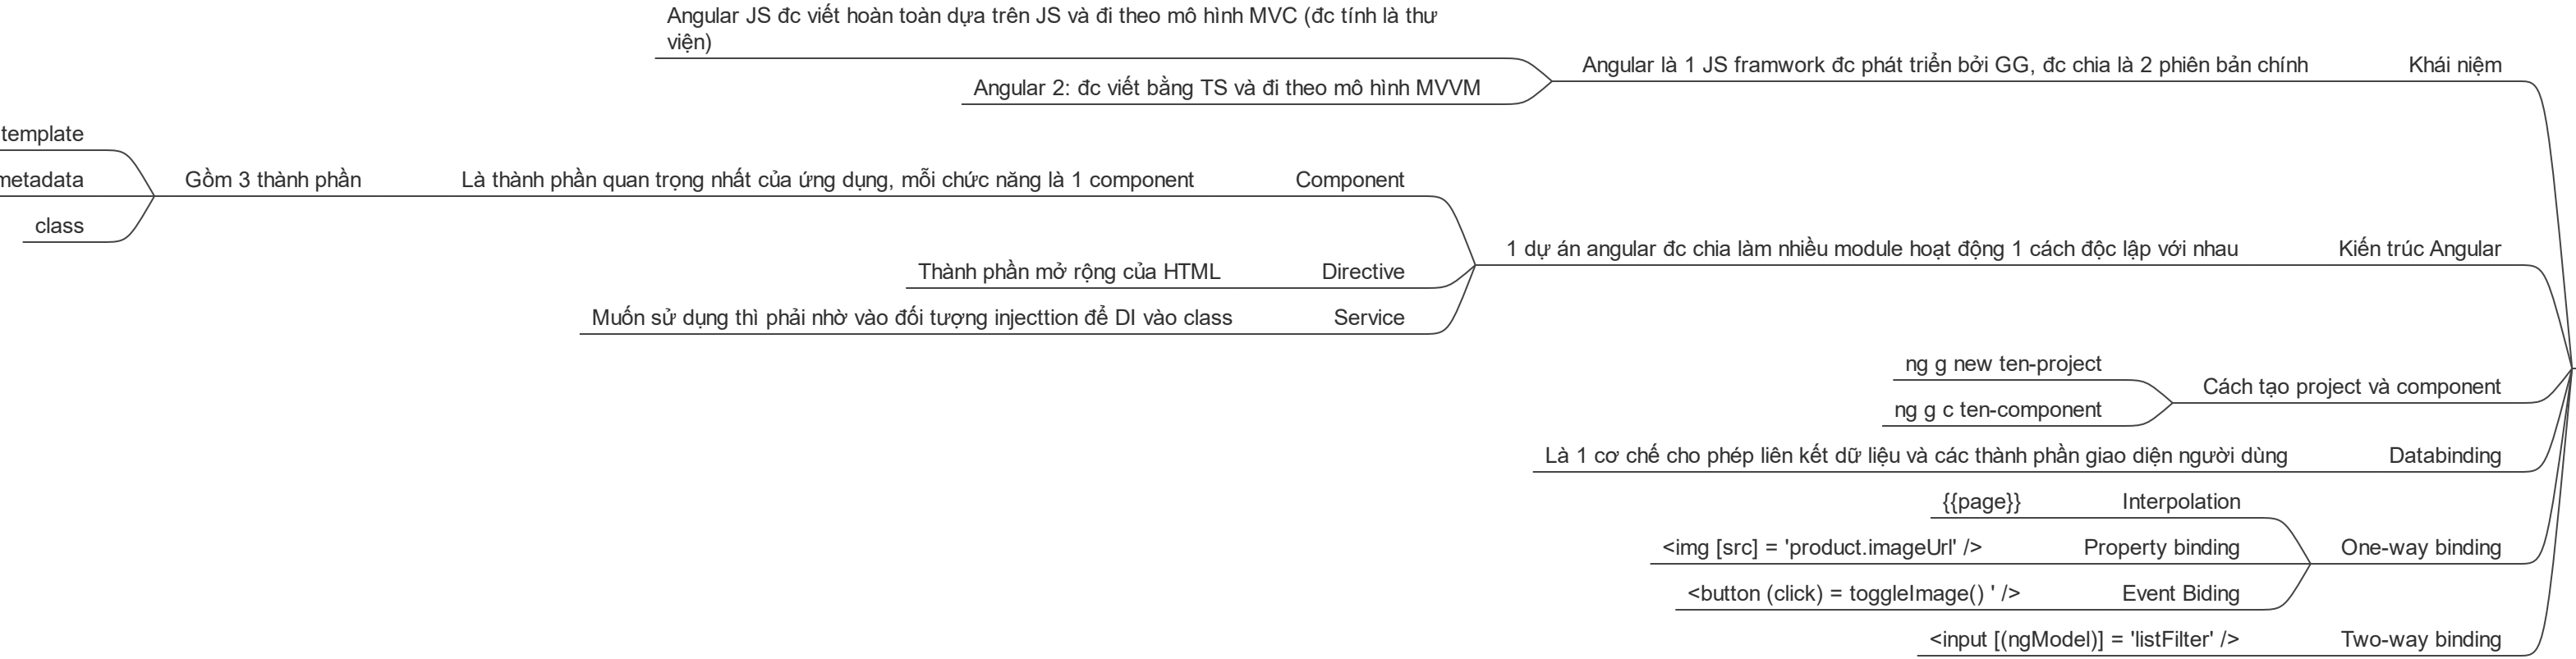 Angular JS đc viết hoàn toàn dựa trên JS và đi theo mô hình MVC (đc tính là thư
viện)
Angular là 1 JS framwork đc phát triển bởi GG, đc chia là 2 phiên bản chính
Khái niệm
Angular 2: đc viết bằng TS và đi theo mô hình MVVM
template
metadata
Gồm 3 thành phần
Là thành phần quan trọng nhất của ứng dụng, mỗi chức năng là 1 component
Component
class
1 dự án angular đc chia làm nhiều module hoạt động 1 cách độc lập với nhau
Kiến trúc Angular
Thành phần mở rộng của HTML
Directive
Muốn sử dụng thì phải nhờ vào đối tượng injecttion để DI vào class
Service
ng g new ten-project
Cách tạo project và component
ng g c ten-component
Là 1 cơ chế cho phép liên kết dữ liệu và các thành phần giao diện người dùng
Databinding
{{page}}
Interpolation
<img [src] = 'product.imageUrl' />
Property binding
One-way binding
<button (click) = toggleImage() ' />
Event Biding
<input [(ngModel)] = 'listFilter' />
Two-way binding